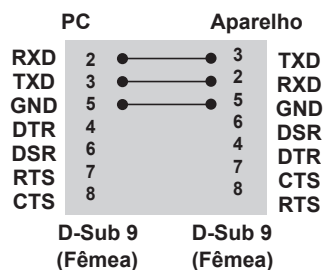 PC Aparelho
RXD 2 3 TXD
TXD 3 2 RXD
GND 5 5 GND
DTR 4 6 DSR
DSR 6 4 DTR
RTS 7 7 CTS
CTS 8 8 RTS
D-Sub 9 D-Sub 9
(Fêmea) (Fêmea)